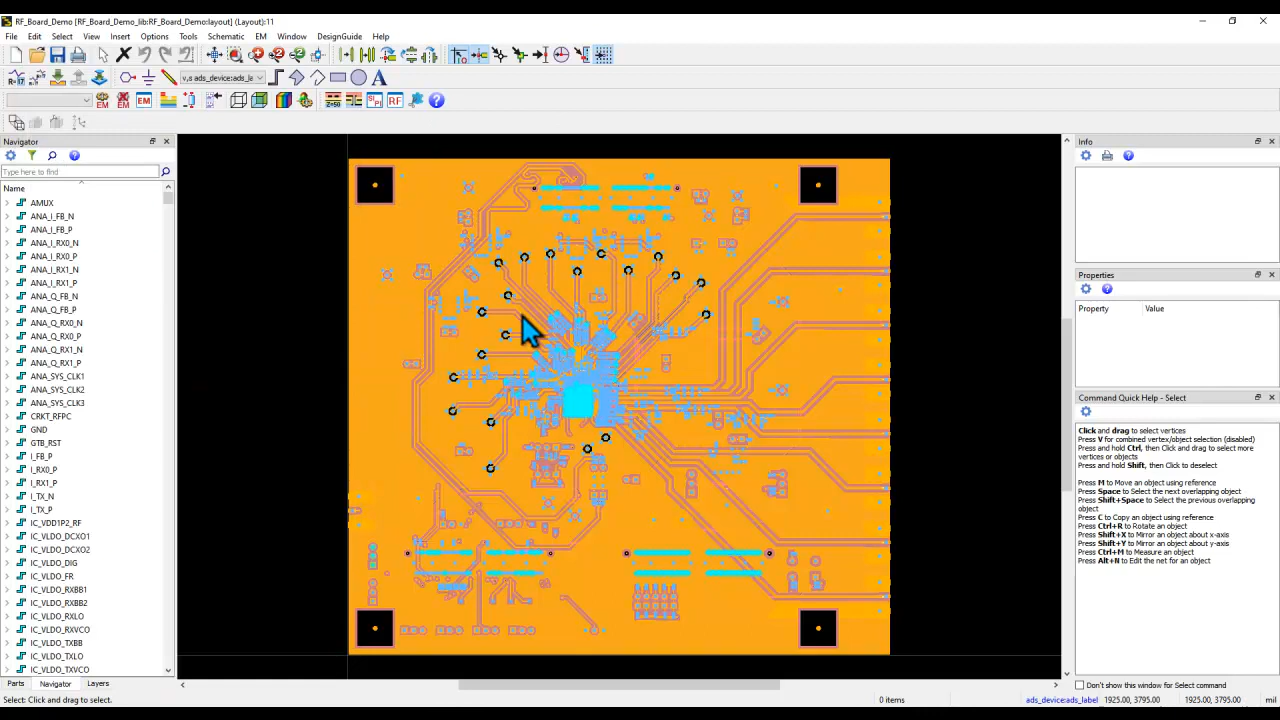 RF_Board_Demo [RF_Board_Demo_lib:RF_Board_Demo:layout] (Layout):11
File Edit Select View Insert Options Tools Schematic EM Window DesignGuide Help
v,s ads_device:ads_la
EM EM EM Z=50 SI PI RF
Navigator
Type here to find
Name
AMUX
ANA_I_FB_N
ANA_I_FB_P
ANA_I_RX0_N
ANA_I_RX0_P
ANA_I_RX1_N
ANA_I_RX1_P
ANA_Q_FB_N
ANA_Q_FB_P
ANA_Q_RX0_N
ANA_Q_RX0_P
ANA_Q_RX1_N
ANA_Q_RX1_P
ANA_SYS_CLK1
ANA_SYS_CLK2
ANA_SYS_CLK3
CRKT_RFPC
GND
GTB_RST
I_FB_P
I_RX0_P
I_RX1_P
I_TX_N
I_TX_P
IC_VDD1P2_RF
IC_VLDO_DCXO1
IC_VLDO_DCXO2
IC_VLDO_DIG
IC_VLDO_FR
IC_VLDO_RXBB1
IC_VLDO_RXBB2
IC_VLDO_RXLO
IC_VLDO_RXVCO
IC_VLDO_TXBB
IC_VLDO_TXLO
IC_VLDO_TXVCO
Parts Navigator Layers
Info
Properties
Property Value
Command Quick Help - Select
Click and drag to select vertices
Press V for combined vertex/object selection (disabled)
Press and hold Ctrl, then Click and drag to select more
vertices or objects
Press and hold Shift, then Click to deselect
Press M to Move an object using reference
Press Space to Select the next overlapping object
Press Shift+Space to Select the previous overlapping
object
Press C to Copy an object using reference
Press Ctrl+R to Rotate an object
Press Shift+X to Mirror an object about x-axis
Press Shift+Y to Mirror an object about y-axis
Press Ctrl+M to Measure an object
Press Alt+N to Edit the net for an object
Don't show this window for Select command
Select: Click and drag to select. 0 items ads_device:ads_label 1925.00, 3795.00 1925.00, 3795.00 mil